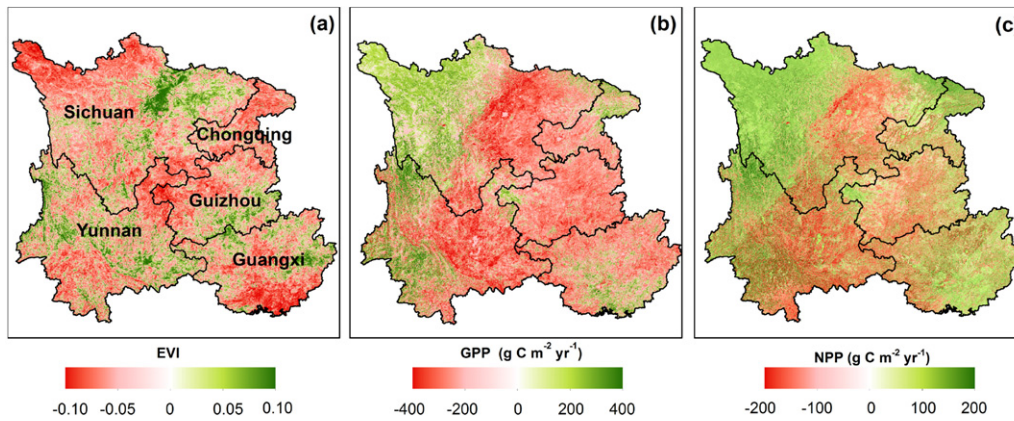 (a)
Sichuan
Chongqing
Guizhou
Yunnan
Guangxi
EVI
-0.10 -0.05 0 0.05 0.10
(b)
GPP (g C m⁻² yr⁻¹)
-400 -200 0 200 400
(c)
NPP (g C m⁻² yr⁻¹)
-200 -100 0 100 200